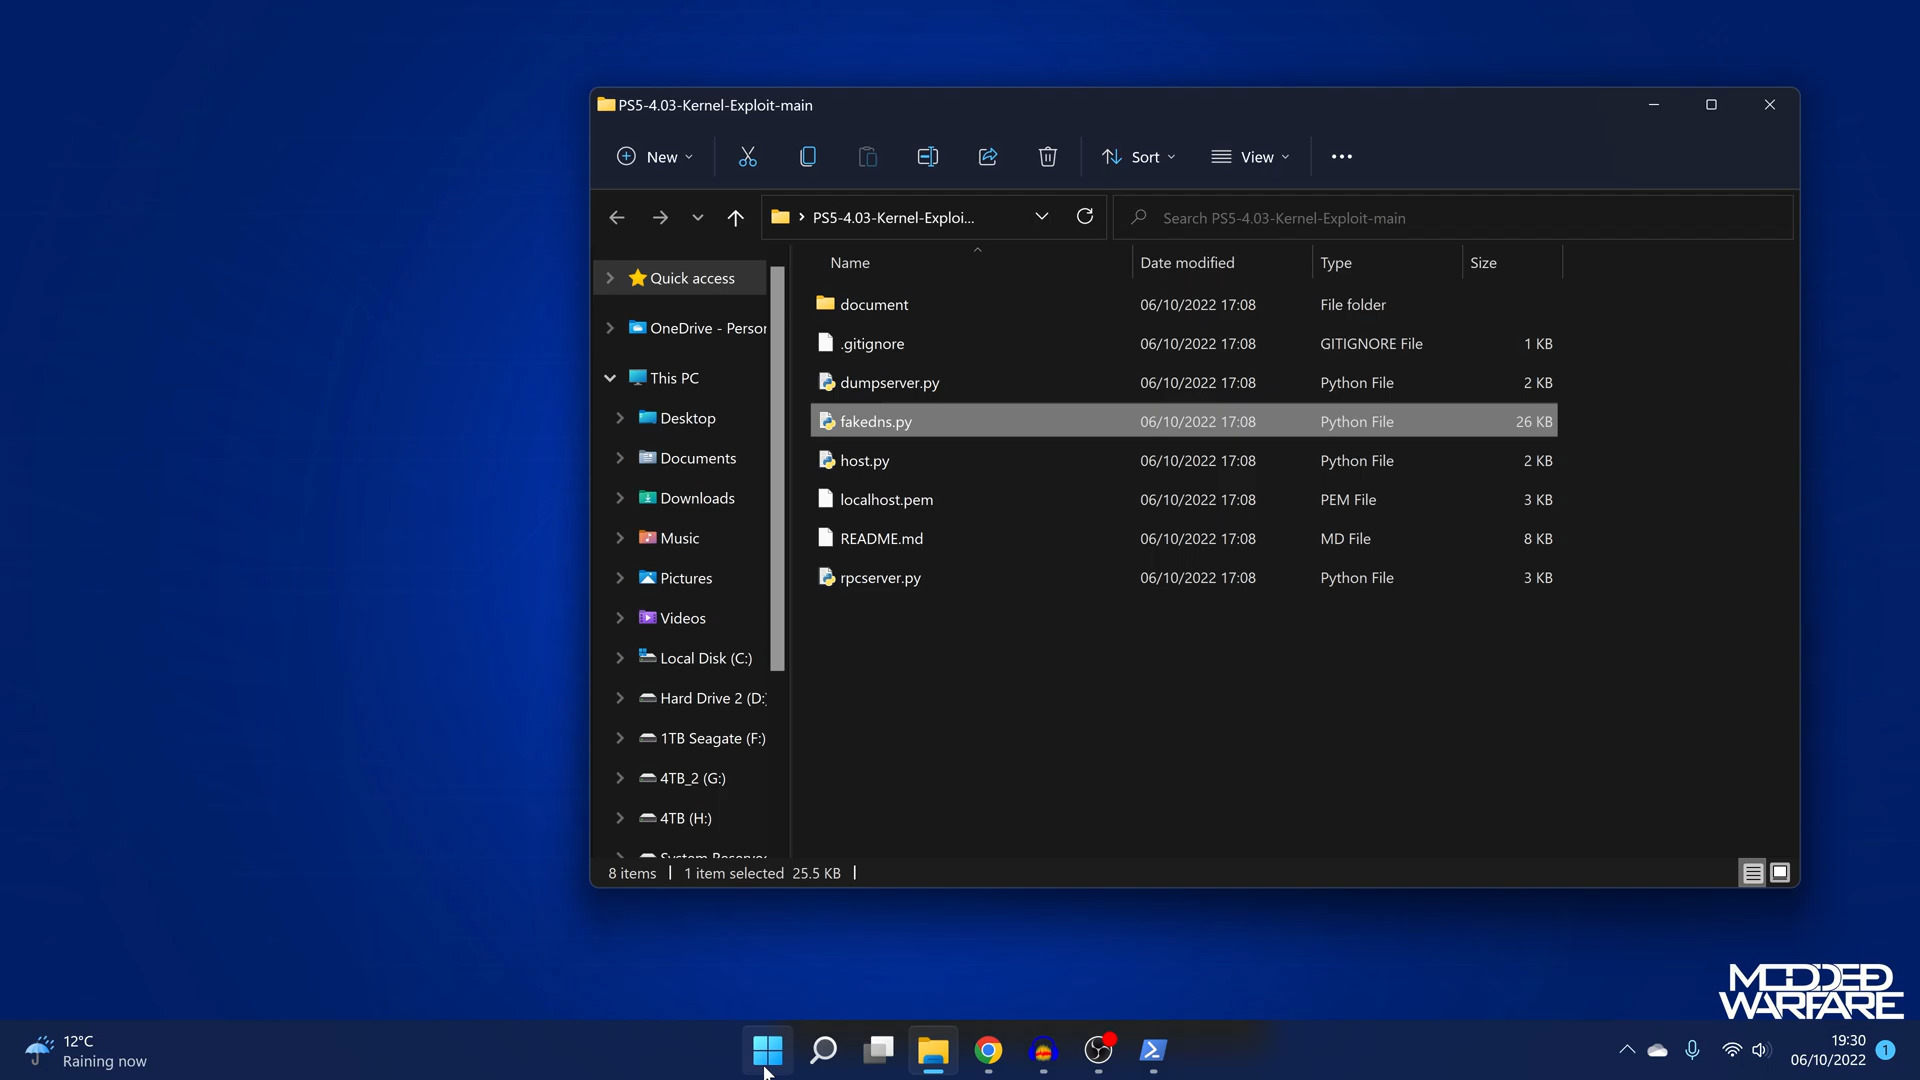 PS5-4.03-Kernel-Exploit-main
New
Sort
View
PS5-4.03-Kernel-Exploi...
Search PS5-4.03-Kernel-Exploit-main
Name Date modified Type Size
Quick access
OneDrive - Person
This PC
Desktop
Documents
Downloads
Music
Pictures
Videos
Local Disk (C:)
Hard Drive 2 (D:)
1TB Seagate (F:)
4TB_2 (G:)
4TB (H:)
System Reserve
document 06/10/2022 17:08 File folder
.gitignore 06/10/2022 17:08 GITIGNORE File 1 KB
dumpserver.py 06/10/2022 17:08 Python File 2 KB
fakedns.py 06/10/2022 17:08 Python File 26 KB
host.py 06/10/2022 17:08 Python File 2 KB
localhost.pem 06/10/2022 17:08 PEM File 3 KB
README.md 06/10/2022 17:08 MD File 8 KB
rpcserver.py 06/10/2022 17:08 Python File 3 KB
8 items 1 item selected 25.5 KB
MODDED
WARFARE
12°C
Raining now
19:30
06/10/2022
1